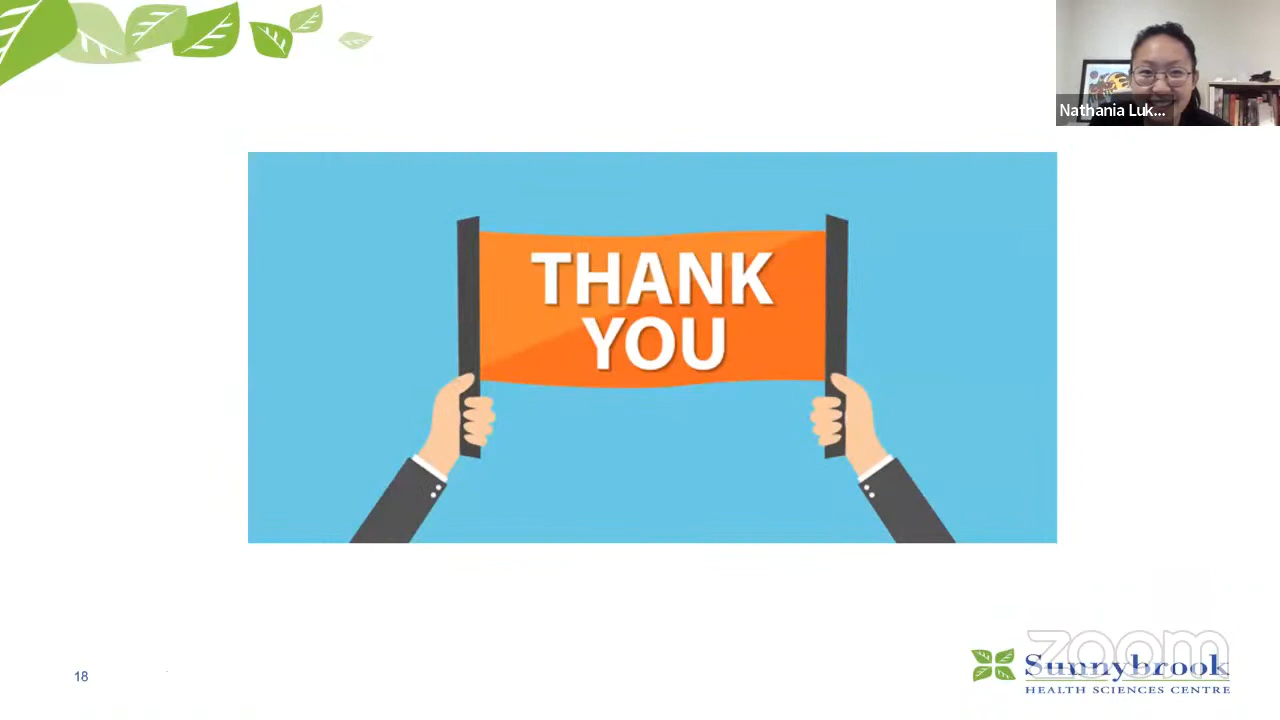 Nathania Luk...
THANK
YOU
18
zoom
Sunnybrook
HEALTH SCIENCES CENTRE